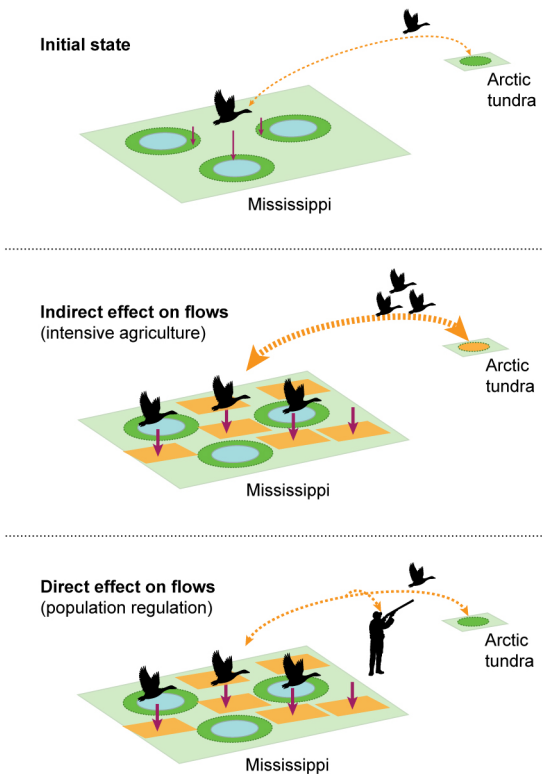 Initial state
Arctic
tundra
Mississippi
Indirect effect on flows
(intensive agriculture)
Arctic
tundra
Mississippi
Direct effect on flows
(population regulation)
Arctic
tundra
Mississippi